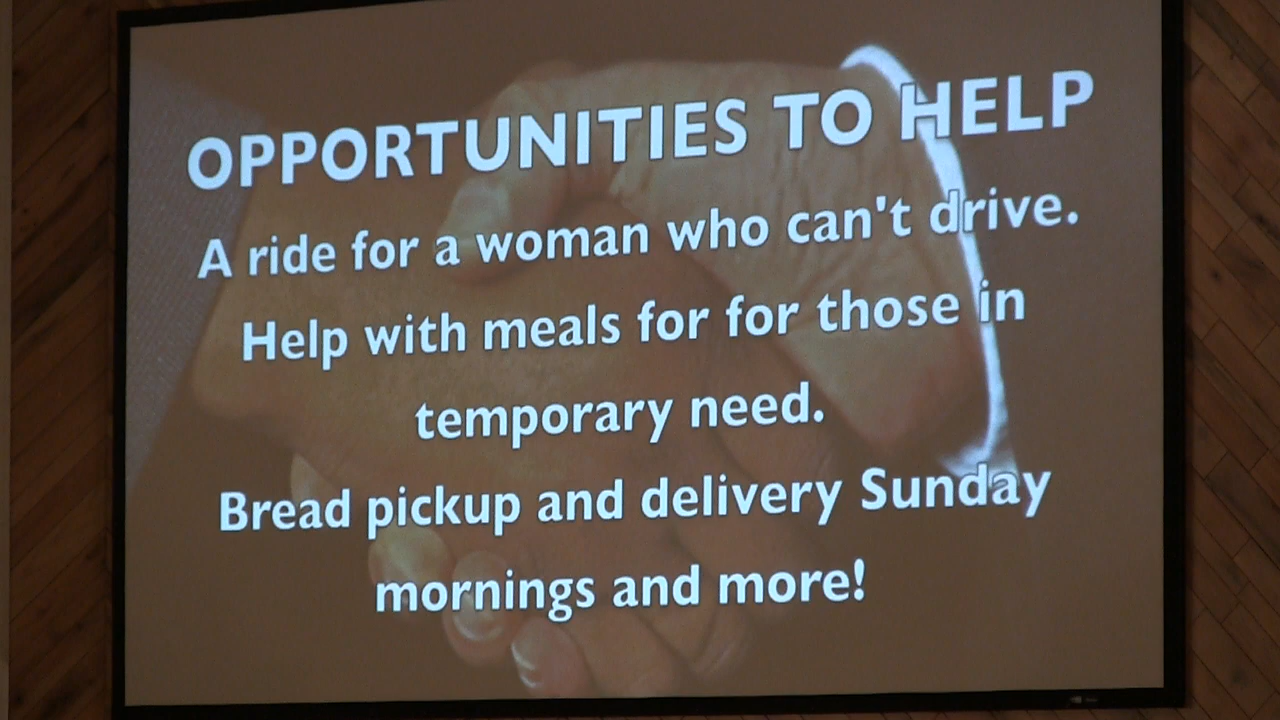 OPPORTUNITIES TO HELP
A ride for a woman who can't drive.
Help with meals for for those in
temporary need.
Bread pickup and delivery Sunday
mornings and more!